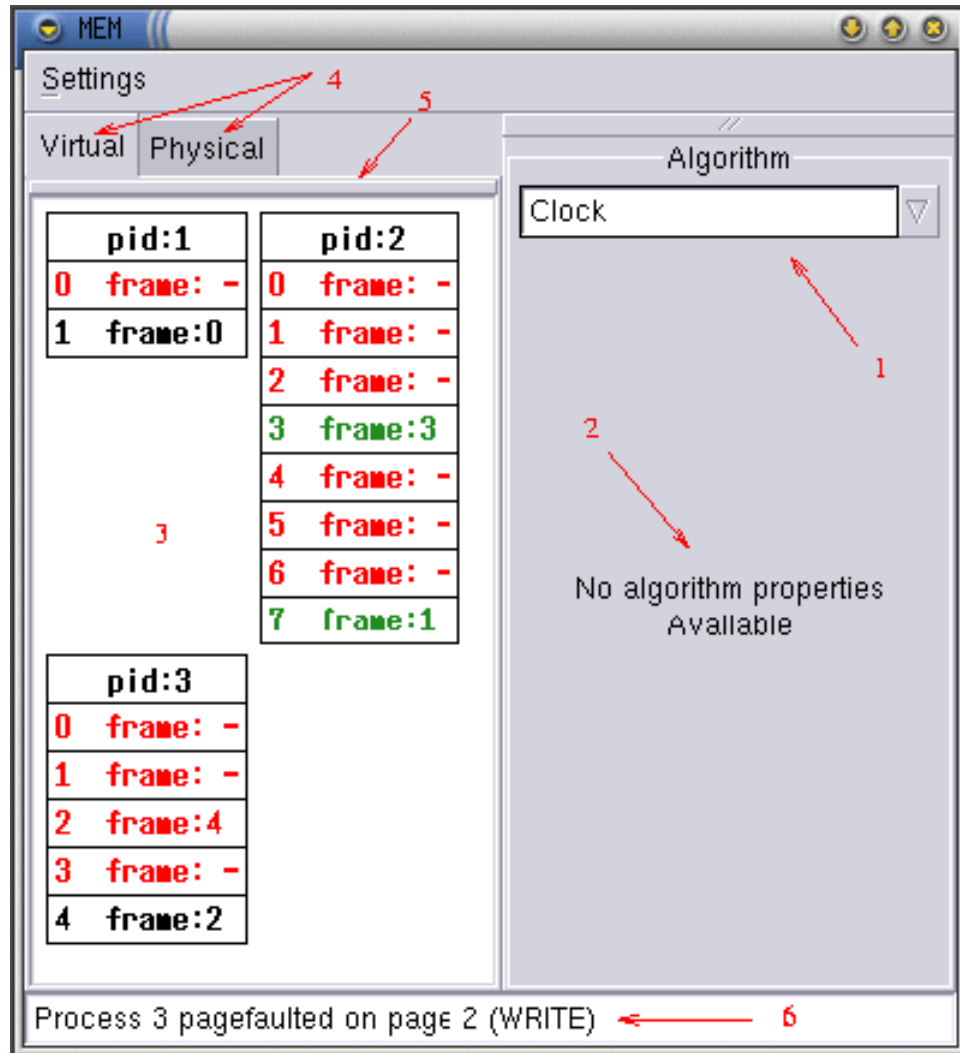 MEM
Settings
4
5
Virtual
Physical
Algorithm
Clock
pid:1
0 frame: -
1 frame:0
pid:2
0 frame: -
1 frame: -
2 frame: -
3 frame:3
4 frame: -
5 frame: -
6 frame: -
7 frame:1
1
2
3
No algorithm properties
Available
pid:3
0 frame: -
1 frame: -
2 frame:4
3 frame: -
4 frame:2
Process 3 pagefaulted on page 2 (WRITE)
6